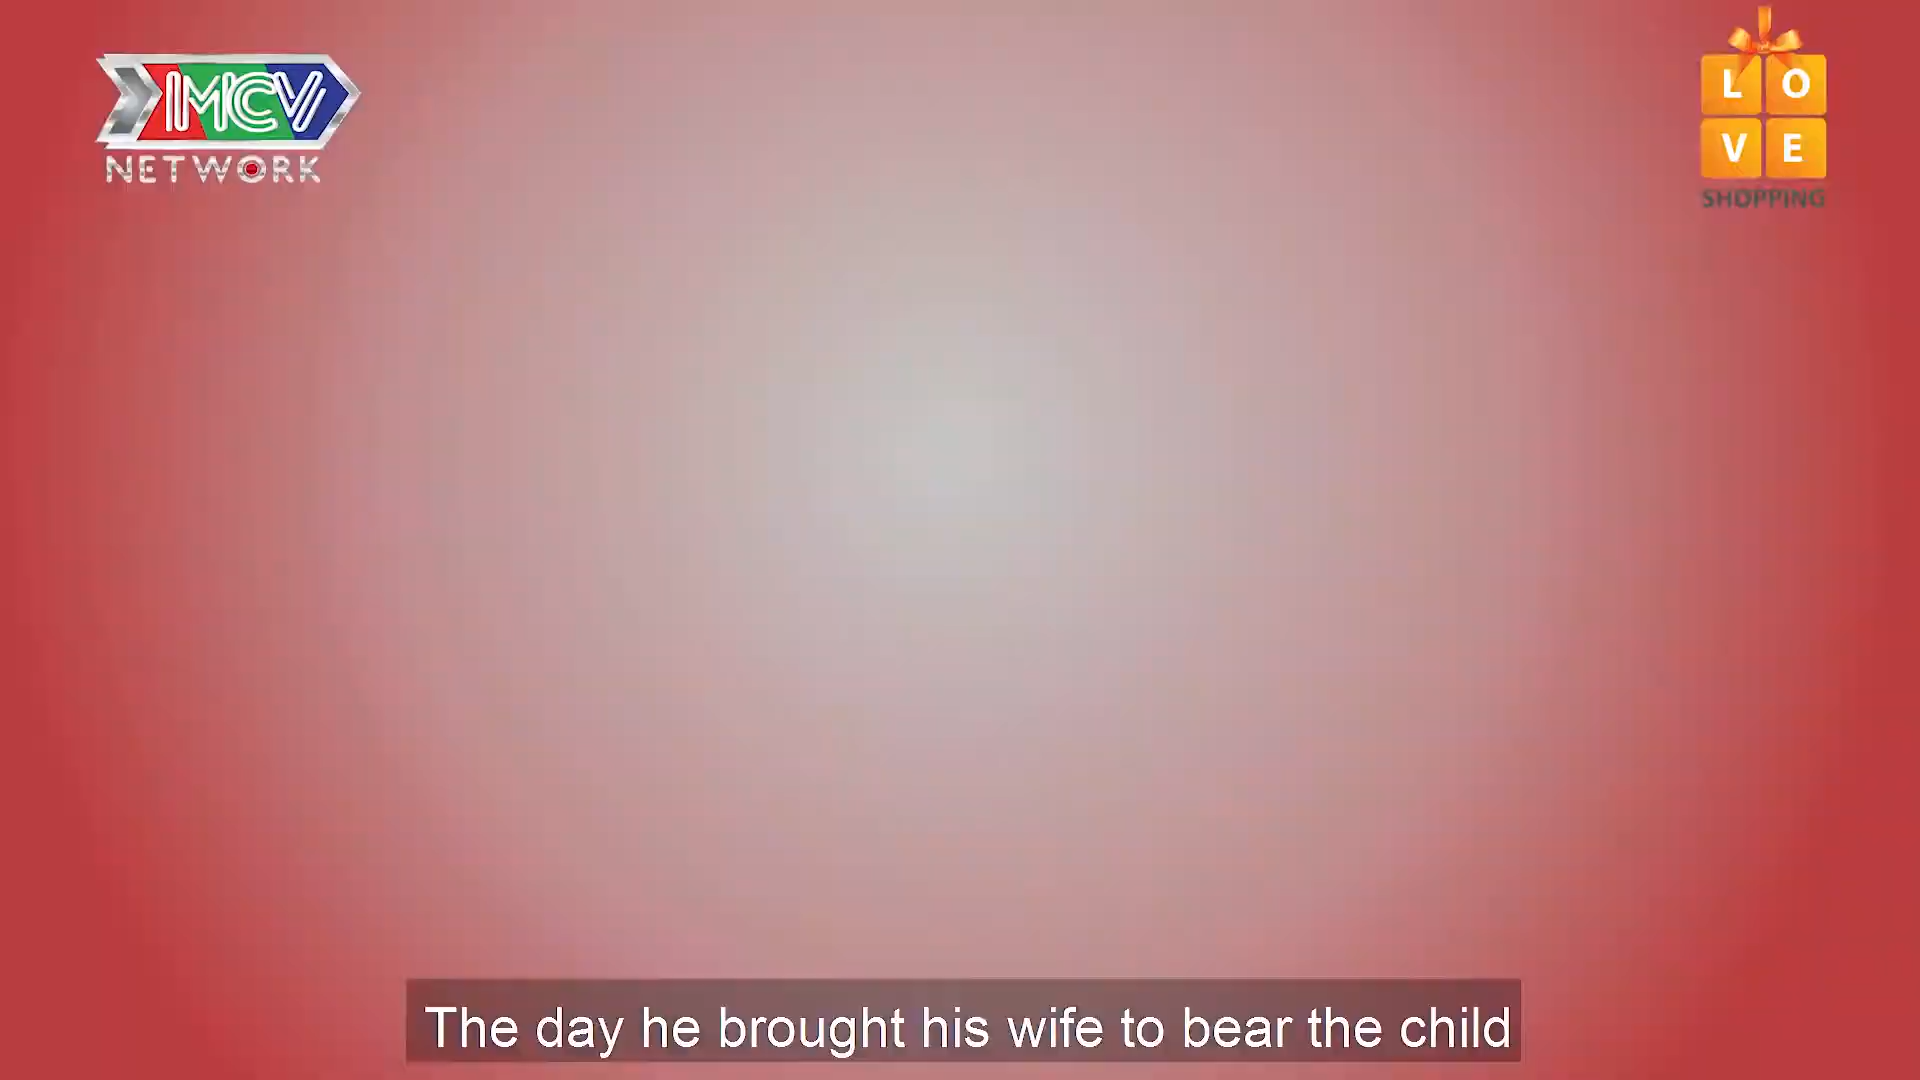 MCV
NETWORK
L O
V E
SHOPPING
The day he brought his wife to bear the child